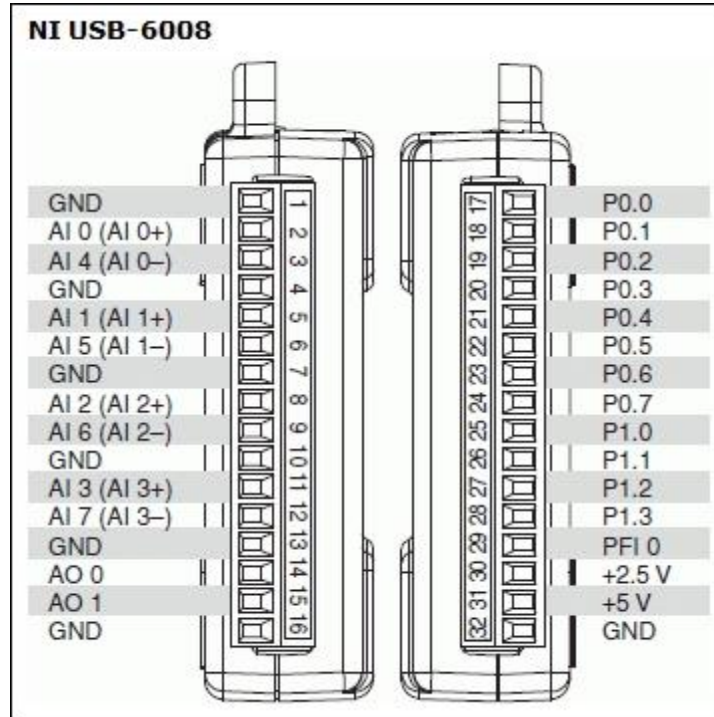 NI USB-6008
GND 1
AI 0 (AI 0+) 2
AI 4 (AI 0–) 3
GND 4
AI 1 (AI 1+) 5
AI 5 (AI 1–) 6
GND 7
AI 2 (AI 2+) 8
AI 6 (AI 2–) 9
GND 10
AI 3 (AI 3+) 11
AI 7 (AI 3–) 12
GND 13
AO 0 14
AO 1 15
GND 16
17 P0.0
18 P0.1
19 P0.2
20 P0.3
21 P0.4
22 P0.5
23 P0.6
24 P0.7
25 P1.0
26 P1.1
27 P1.2
28 P1.3
29 PFI 0
30 +2.5 V
31 +5 V
32 GND